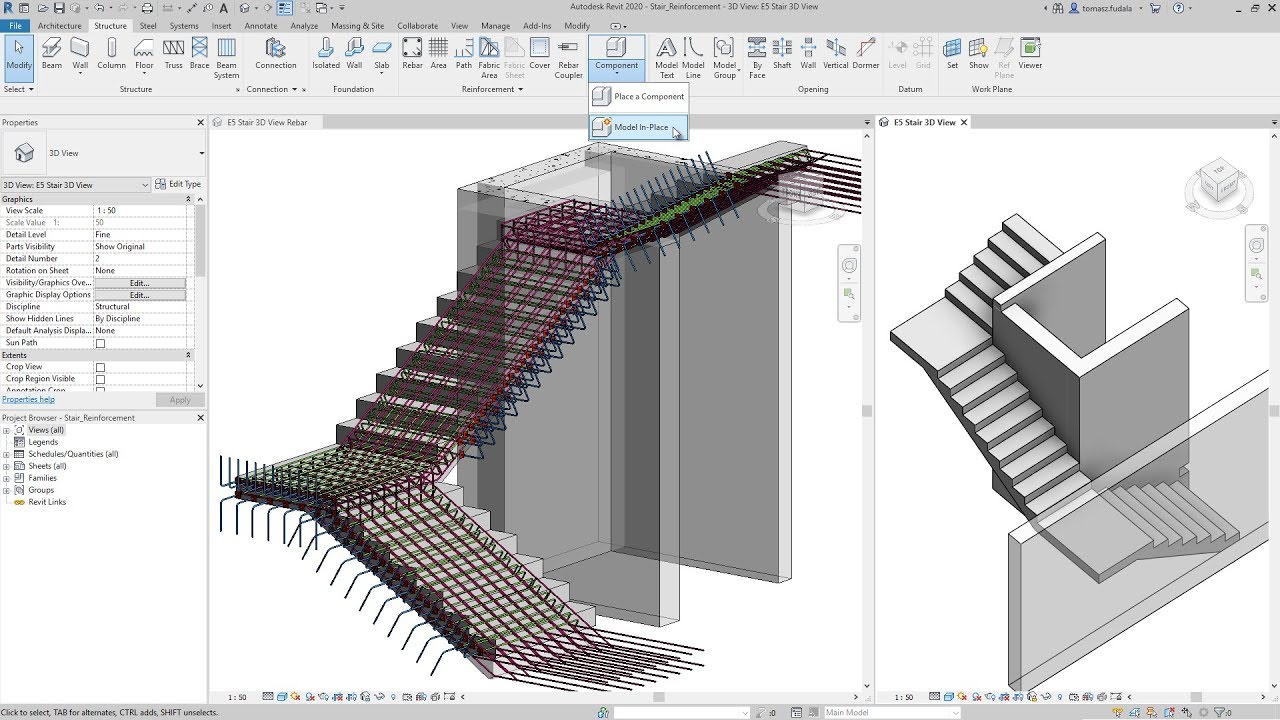 Autodesk Revit 2020 - Stair_Reinforcement - 3D View: E5 Stair 3D View
tomasz.fudala
File Architecture Structure Steel Systems Insert Annotate Analyze Massing & Site Collaborate View Manage Add-Ins Modify
Modify Beam Wall Column Floor Truss Brace Beam System Connection Isolated Wall Slab Rebar Area Path Fabric Area Fabric Sheet Cover Rebar Coupler Component Model Text Model Line Model Group By Face Shaft Wall Vertical Dormer Level Grid Set Show Ref Plane Viewer
Select Structure Connection Foundation Reinforcement Opening Datum Work Plane
Place a Component
Model In-Place
Properties
E5 Stair 3D View Rebar
E5 Stair 3D View
3D View
3D View: E5 Stair 3D View
Edit Type
Graphics
View Scale 1 : 50
Scale Value 1: 50
Detail Level Fine
Parts Visibility Show Original
Detail Number 2
Rotation on Sheet None
Visibility/Graphics Ove... Edit...
Graphic Display Options Edit...
Discipline Structural
Show Hidden Lines By Discipline
Default Analysis Displa... None
Sun Path
Extents
Crop View
Crop Region Visible
Annotation Crop
Properties help
Apply
Project Browser - Stair_Reinforcement
Views (all)
Legends
Schedules/Quantities (all)
Sheets (all)
Families
Groups
Revit Links
1 : 50
1 : 50
Click to select, TAB for alternates, CTRL adds, SHIFT unselects.
:0
Main Model
:0